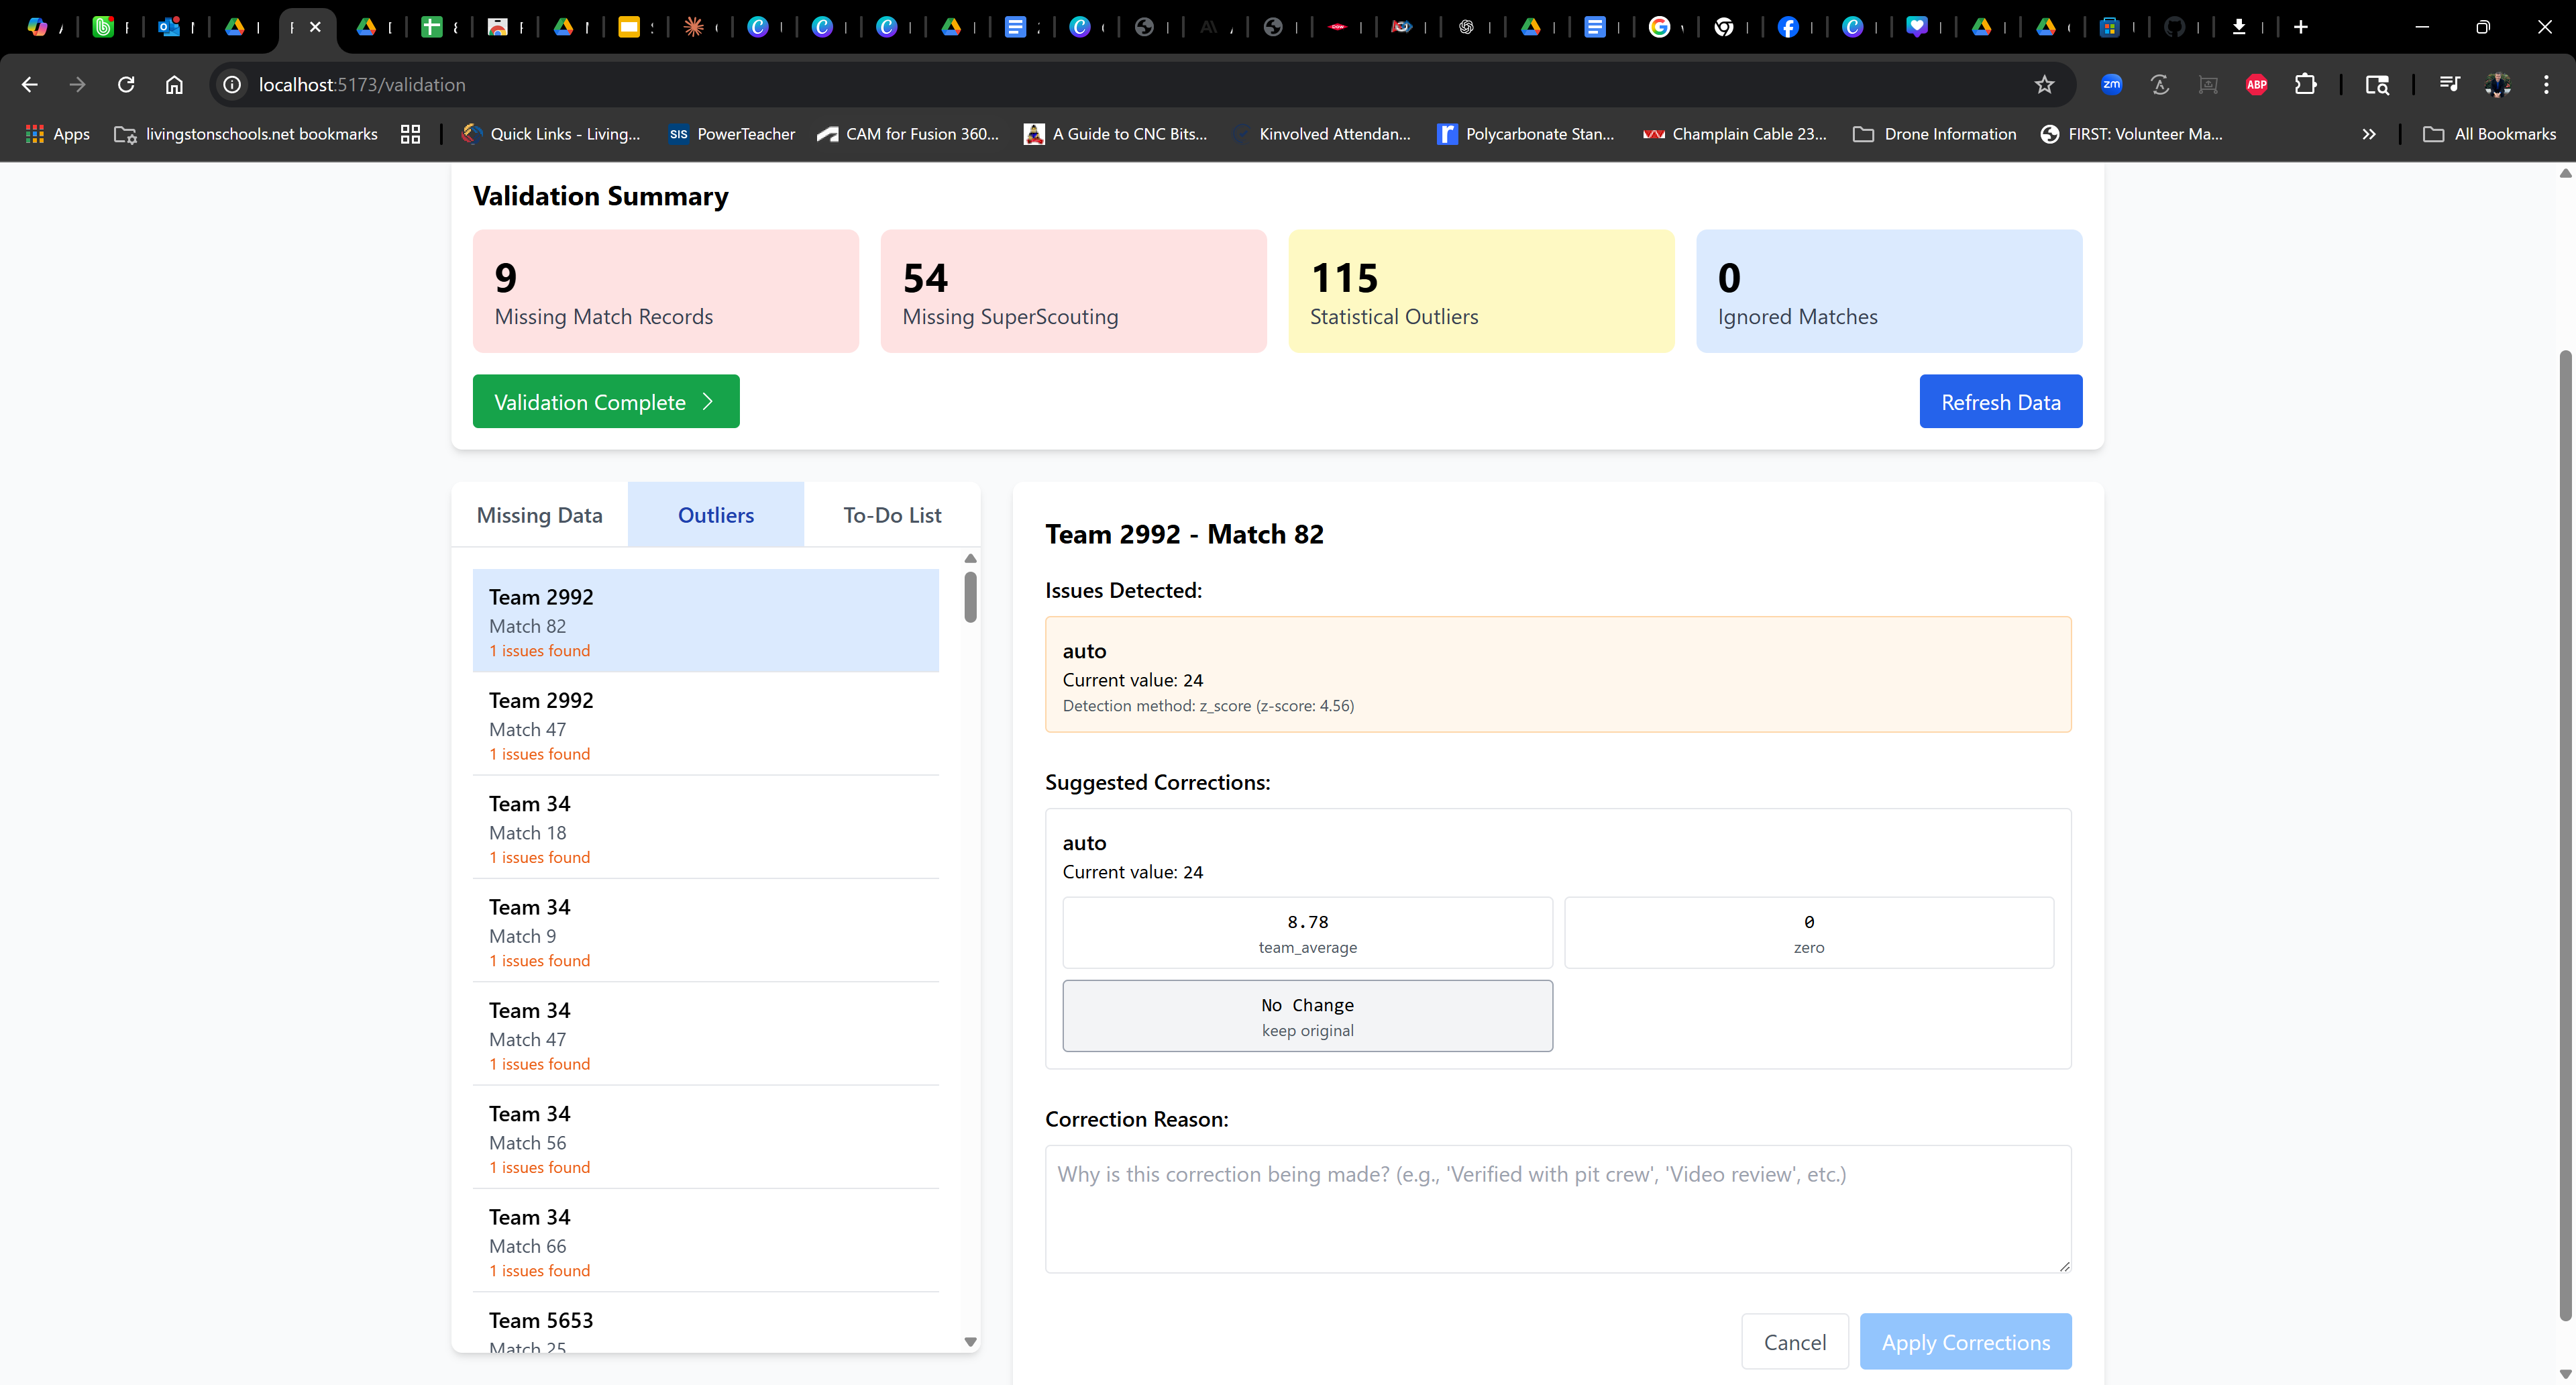 localhost:5173/validation
Apps
livingstonschools.net bookmarks
Quick Links - Living...
SIS
PowerTeacher
CAM for Fusion 360...
A Guide to CNC Bits...
Kinvolved Attendan...
r
Polycarbonate Stan...
Champlain Cable 23...
Drone Information
FIRST: Volunteer Ma...
All Bookmarks
zm
ABP
Validation Summary
9
Missing Match Records
54
Missing SuperScouting
115
Statistical Outliers
0
Ignored Matches
Validation Complete
Refresh Data
Missing Data
Outliers
To-Do List
Team 2992
Match 82
1 issues found
Team 2992
Match 47
1 issues found
Team 34
Match 18
1 issues found
Team 34
Match 9
1 issues found
Team 34
Match 47
1 issues found
Team 34
Match 56
1 issues found
Team 34
Match 66
1 issues found
Team 5653
Match 25
Team 2992 - Match 82
Issues Detected:
auto
Current value: 24
Detection method: z_score (z-score: 4.56)
Suggested Corrections:
auto
Current value: 24
8.78
team_average
0
zero
No Change
keep original
Correction Reason:
Why is this correction being made? (e.g., 'Verified with pit crew', 'Video review', etc.)
Cancel
Apply Corrections